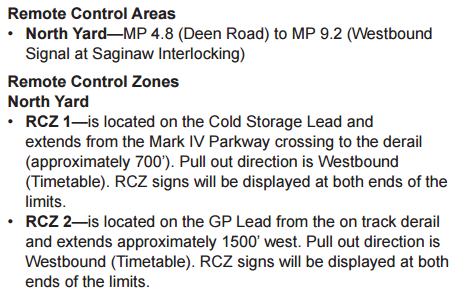 Remote Control Areas
• North Yard—MP 4.8 (Deen Road) to MP 9.2 (Westbound
Signal at Saginaw Interlocking)
Remote Control Zones
North Yard
• RCZ 1—is located on the Cold Storage Lead and
extends from the Mark IV Parkway crossing to the derail
(approximately 700’). Pull out direction is Westbound
(Timetable). RCZ signs will be displayed at both ends of the
limits.
• RCZ 2—is located on the GP Lead from the on track derail
and extends approximately 1500’ west. Pull out direction is
Westbound (Timetable). RCZ signs will be displayed at both
ends of the limits.